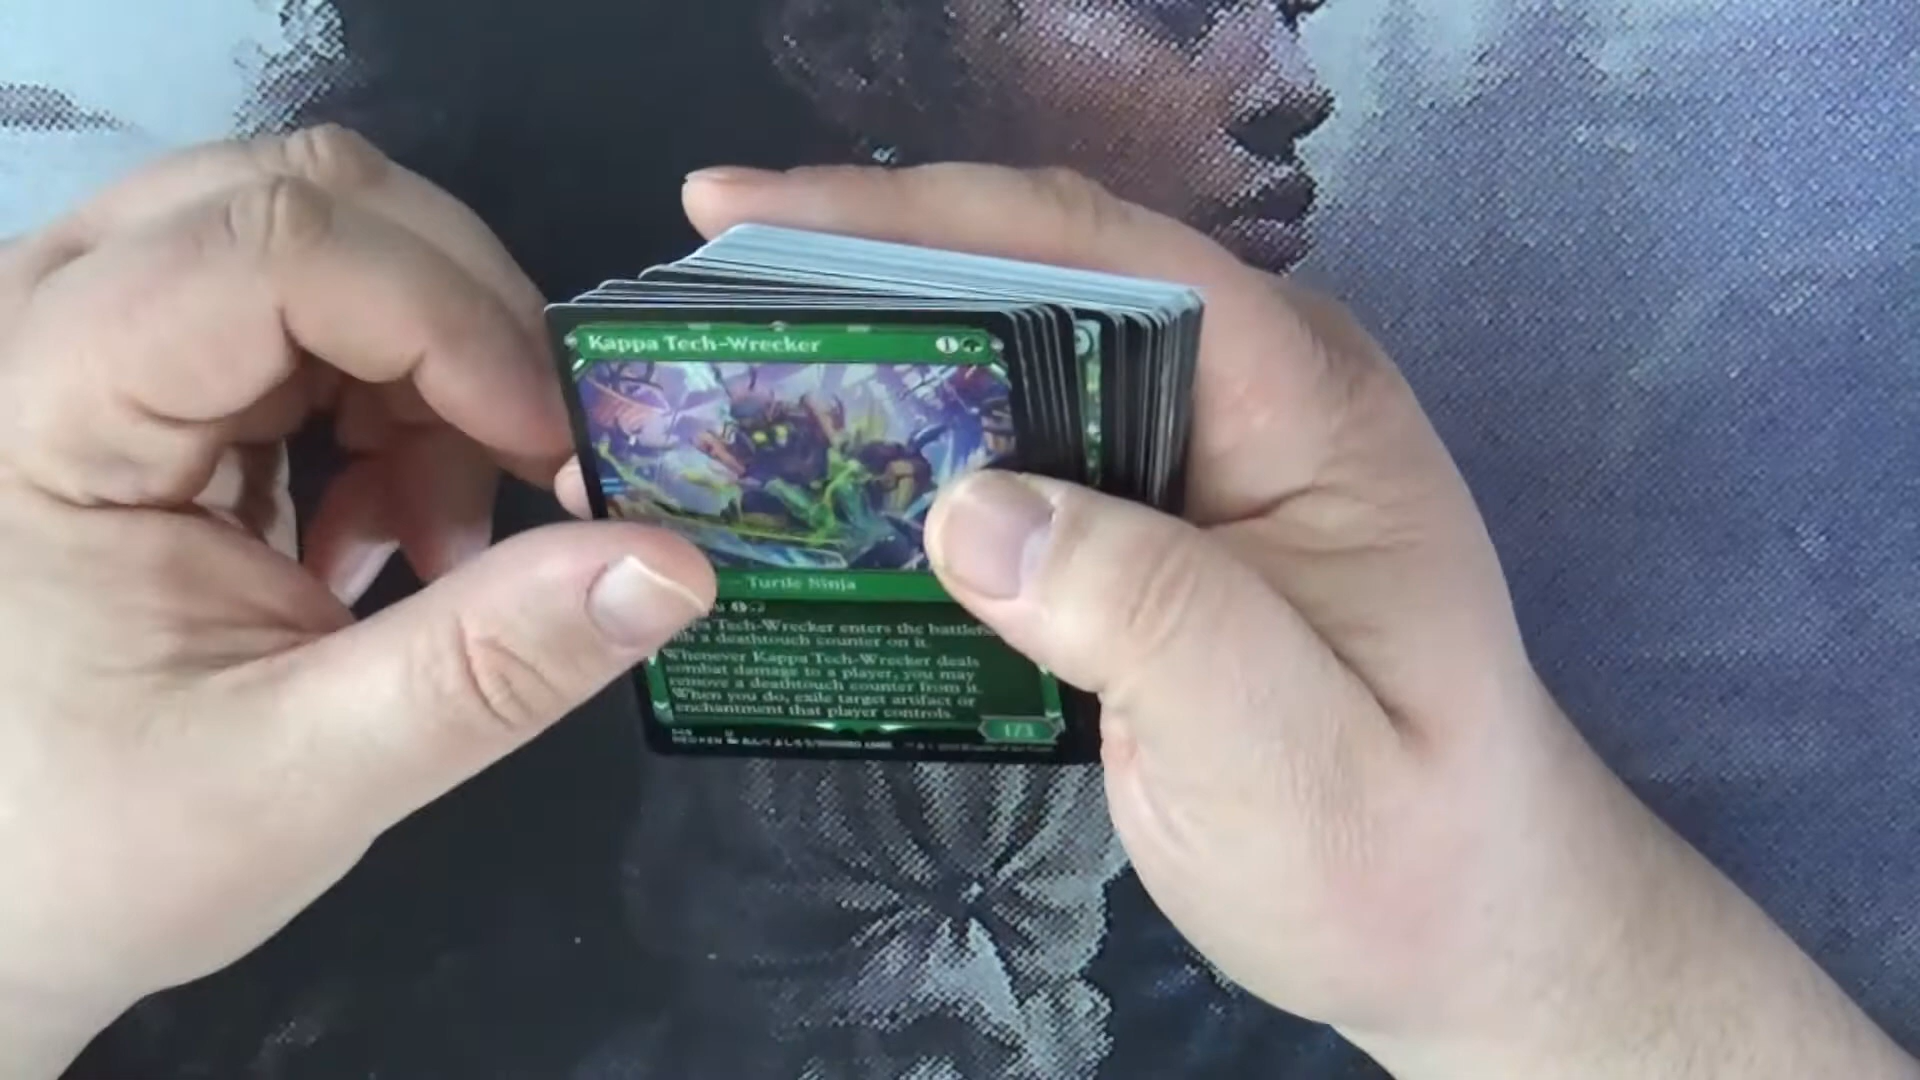 Kappa Tech-Wrecker 1
— Turtle Ninja
Tech-Wrecker enters the
a deathtouch counter on it.
Whenever Kappa Tech-Wrecker deals
combat damage to a player, you may
remove a deathtouch counter from it.
When you do, exile target artifact or
enchantment that player controls.
1/3